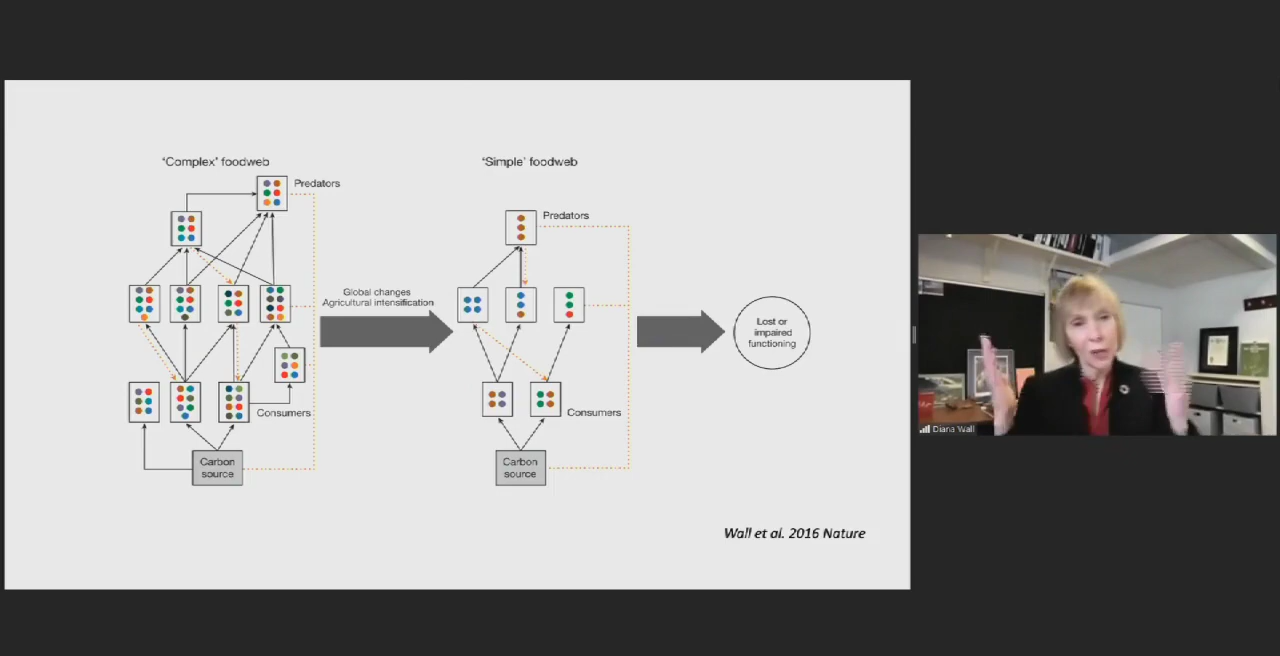 'Complex' foodweb
Predators
Consumers
Carbon
source
Global changes
Agricultural intensification
'Simple' foodweb
Predators
Consumers
Carbon
source
Lost or
impaired
functioning
Wall et al. 2016 Nature
Diana Wall